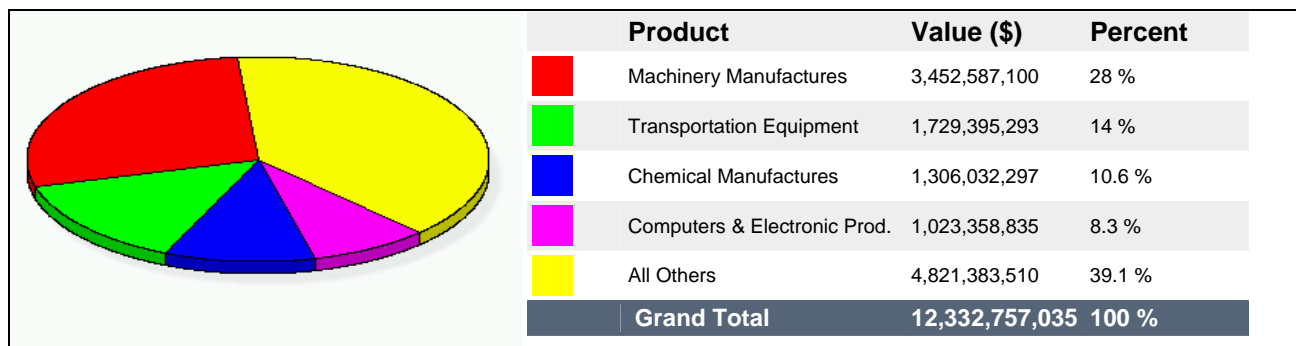 Product Value ($) Percent
Machinery Manufactures 3,452,587,100 28 %
Transportation Equipment 1,729,395,293 14 %
Chemical Manufactures 1,306,032,297 10.6 %
Computers & Electronic Prod. 1,023,358,835 8.3 %
All Others 4,821,383,510 39.1 %
Grand Total 12,332,757,035 100 %